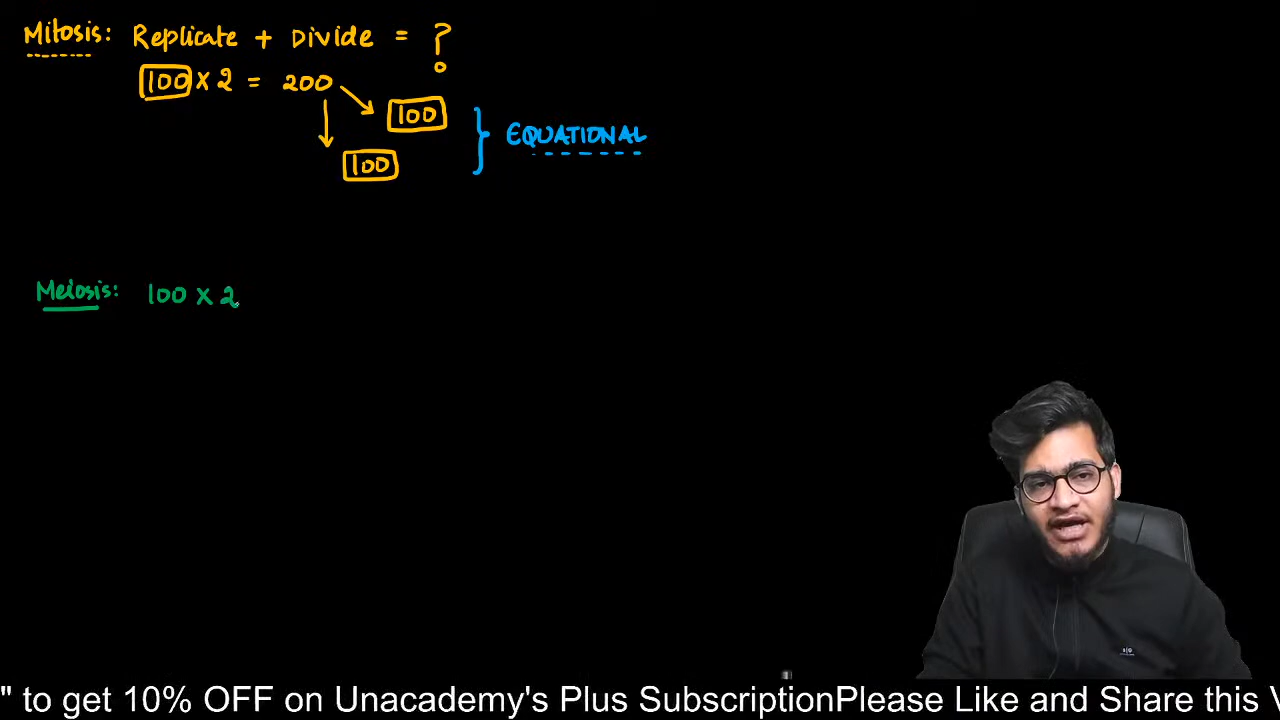 Mitosis: Replicate + Divide = ?
100 x 2 = 200
100
EQUATIONAL
100
Meiosis: 100 x 2
" to get 10% OFF on Unacademy's Plus SubscriptionPlease Like and Share this V